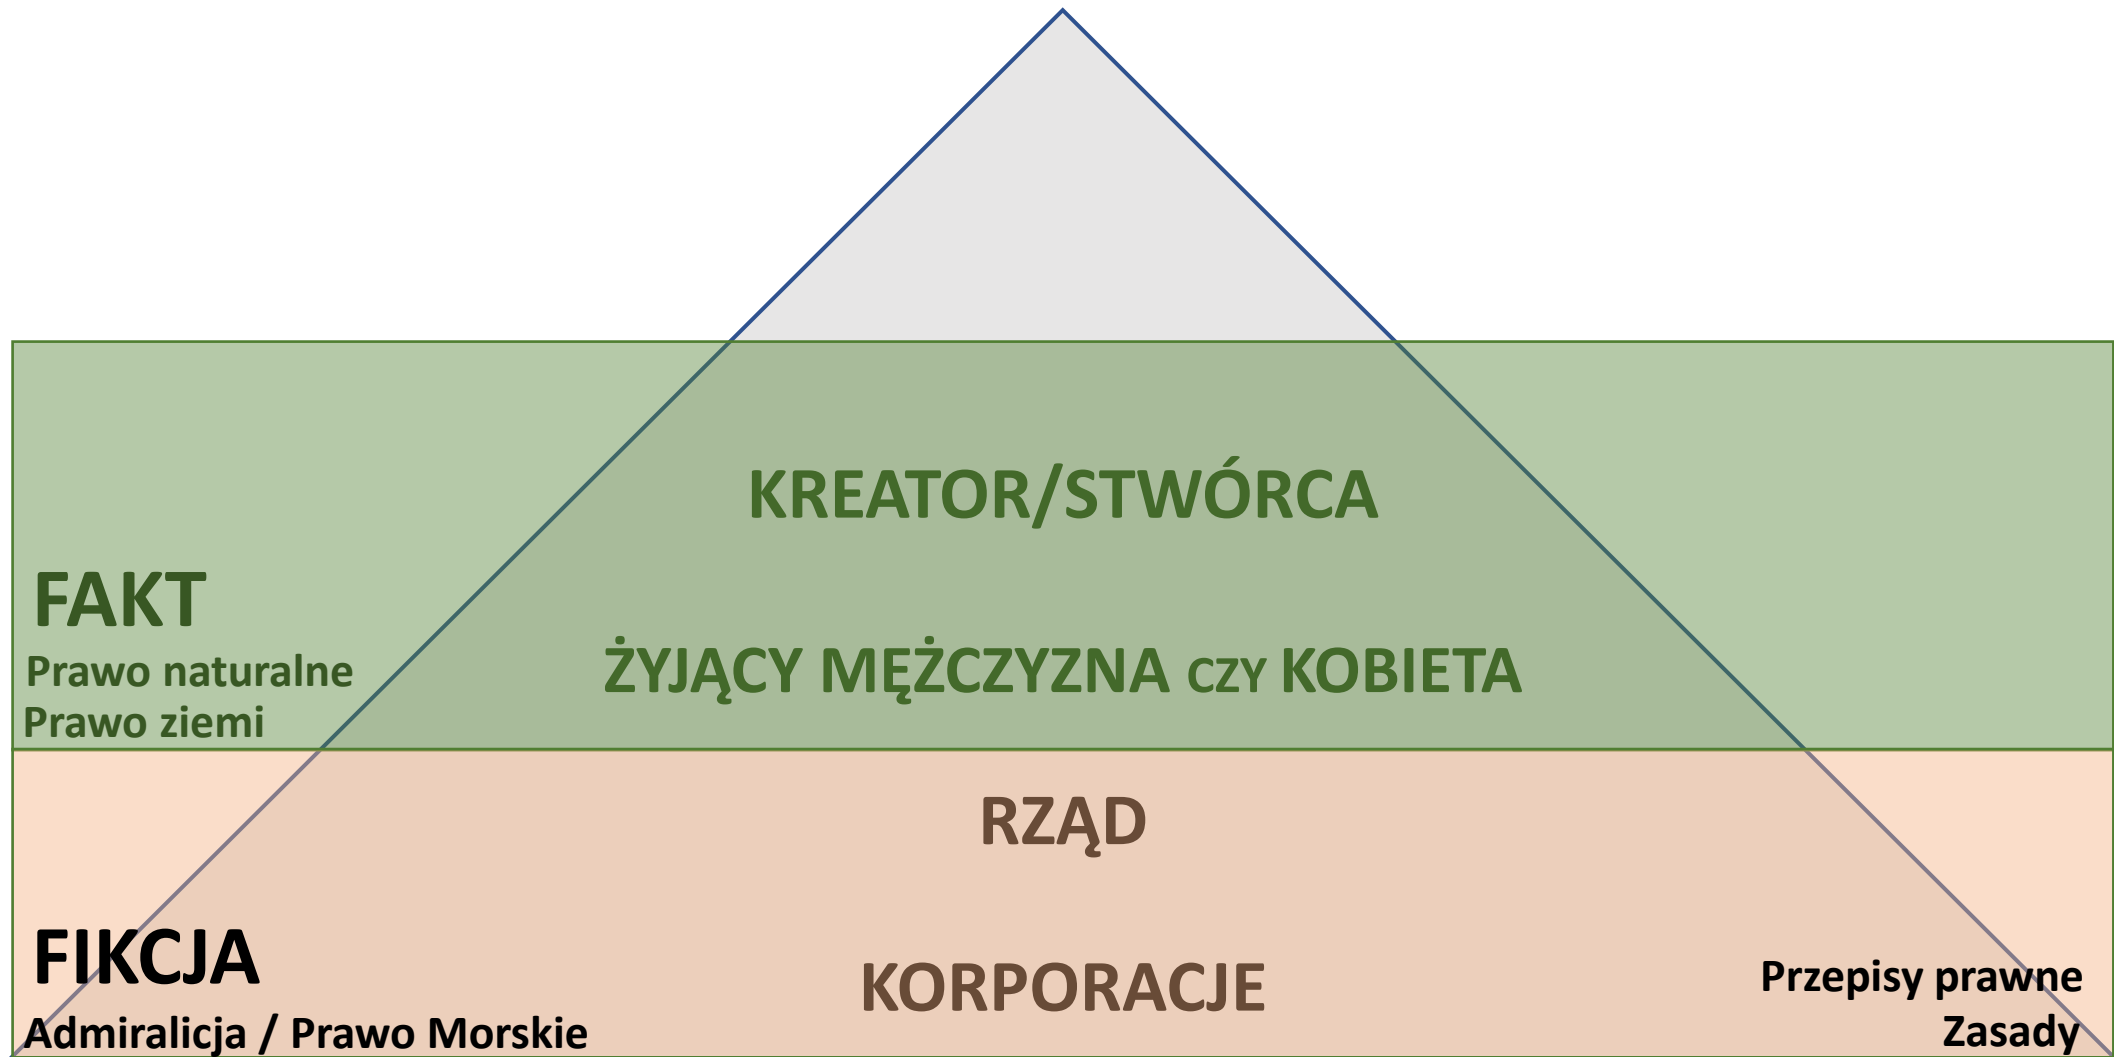 KREATOR/STWÓRCA
FAKT
Prawo naturalne
Prawo ziemi
ŻYJĄCY MĘŻCZYZNA CZY KOBIETA
RZĄD
FIKCJA
Admiralicja / Prawo Morskie
KORPORACJE
Przepisy prawne
Zasady